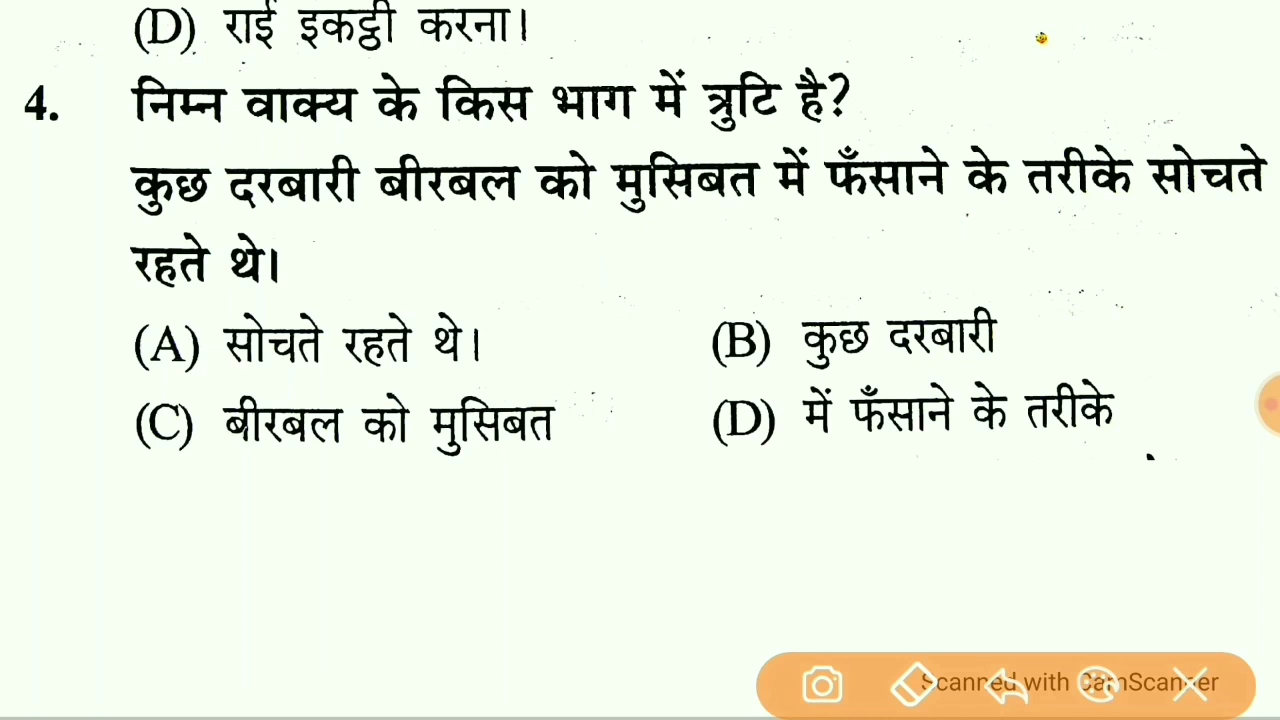 (D) राई इकट्ठी करना।
4. निम्न वाक्य के किस भाग में त्रुटि है?
कुछ दरबारी बीरबल को मुसिबत में फँसाने के तरीके सोचते
रहते थे।
(A) सोचते रहते थे।
(B) कुछ दरबारी
(C) बीरबल को मुसिबत
(D) में फँसाने के तरीके
Scanned with CamScanner